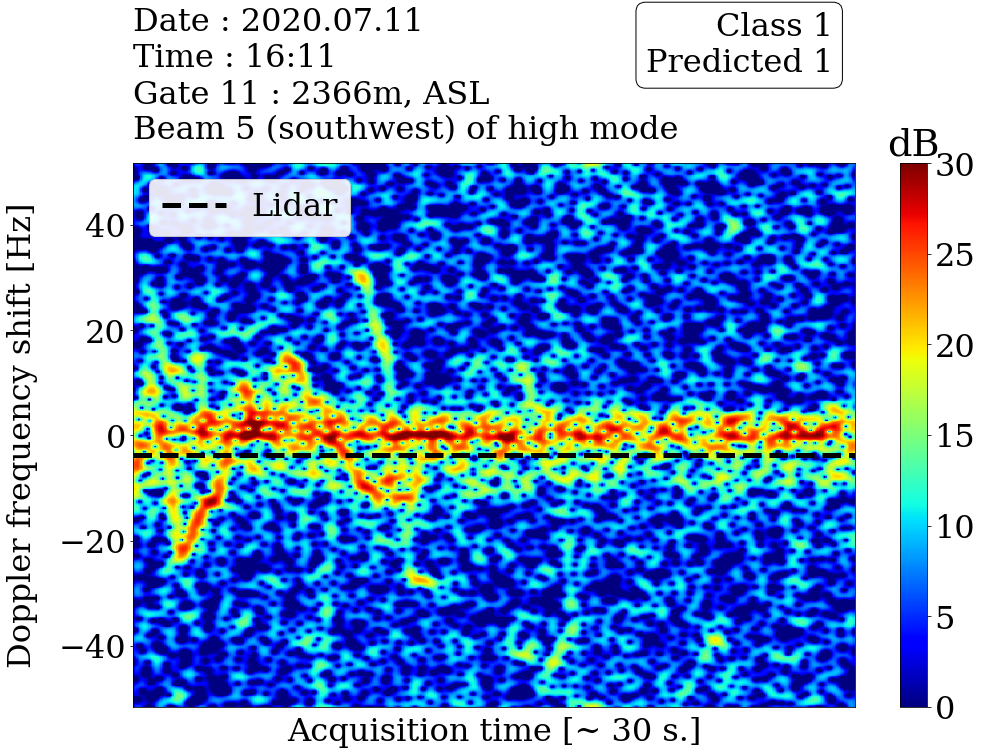 Date : 2020.07.11
Time : 16:11
Gate 11 : 2366m, ASL
Beam 5 (southwest) of high mode
Class 1
Predicted 1
dB
Lidar
Doppler frequency shift [Hz]
40
20
0
−20
−40
30
25
20
15
10
5
0
Acquisition time [~ 30 s.]